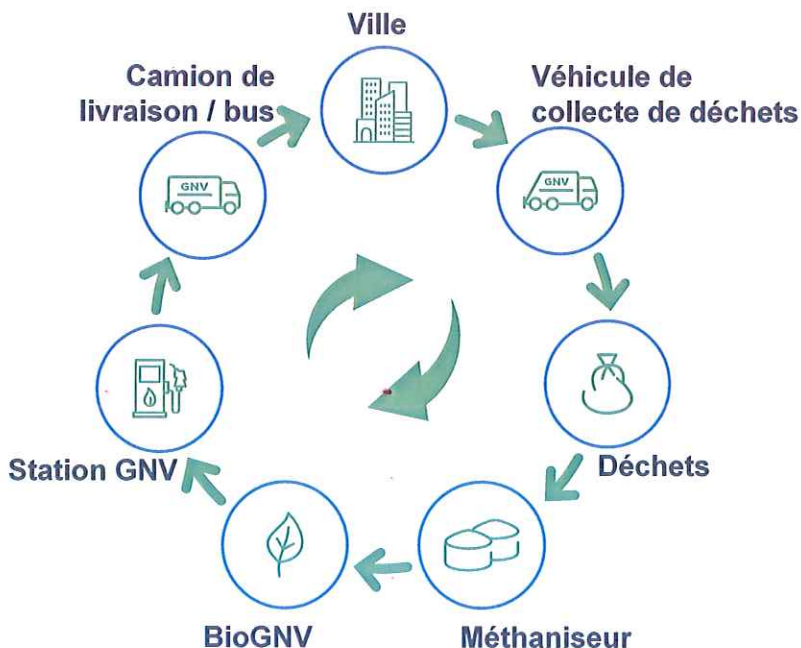 Ville
Camion de
livraison / bus
Véhicule de
collecte de déchets
GNV
GNV
Station GNV
Déchets
BioGNV
Méthaniseur